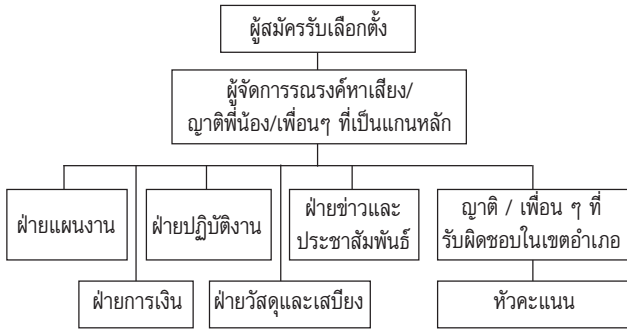 ผู้สมัครรับเลือกตั้ง
ผู้จัดการรณรงค์หาเสียง/
ญาติพี่น้อง/เพื่อนๆ ที่เป็นแกนหลัก
ฝ่ายแผนงาน
ฝ่ายปฏิบัติงาน
ฝ่ายข่าวและ
ประชาสัมพันธ์
ญาติ / เพื่อน ๆ ที่
รับผิดชอบในเขตอำเภอ
ฝ่ายการเงิน
ฝ่ายวัสดุและเสบียง
หัวคะแนน